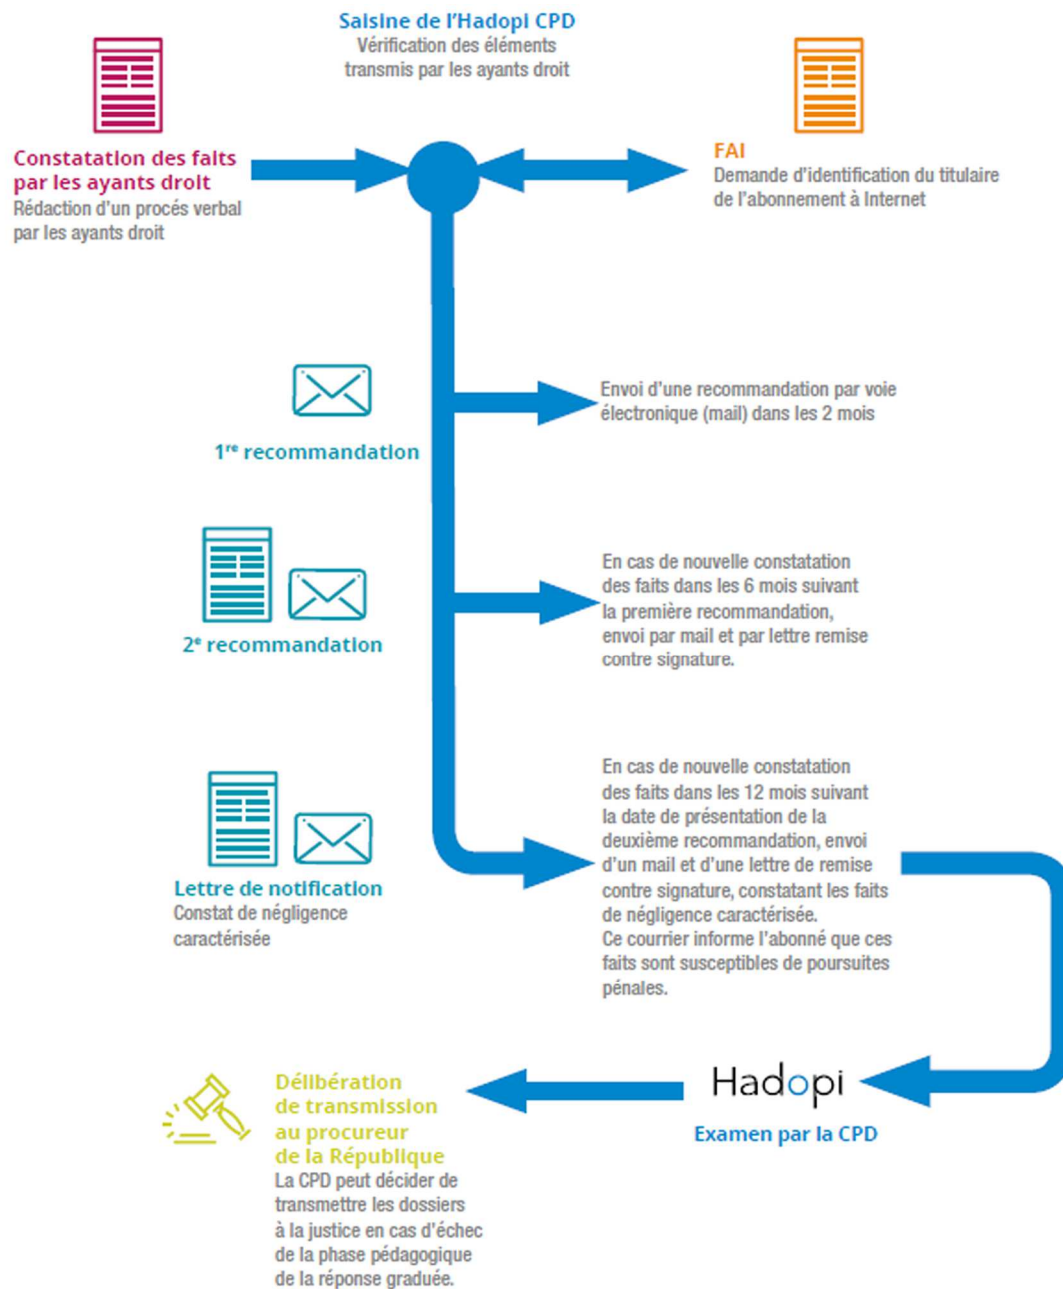 Saisine de l'Hadopi CPD
Vérification des éléments
transmis par les ayants droit
Constatation des faits
par les ayants droit
Rédaction d'un procés verbal
par les ayants droit
FAI
Demande d'identification du titulaire
de l'abonnement à Internet
1re recommandation
Envoi d'une recommandation par voie
électronique (mail) dans les 2 mois
2e recommandation
En cas de nouvelle constatation
des faits dans les 6 mois suivant
la première recommandation,
envoi par mail et par lettre remise
contre signature.
Lettre de notification
Constat de négligence
caractérisée
En cas de nouvelle constatation
des faits dans les 12 mois suivant
la date de présentation de la
deuxième recommandation, envoi
d'un mail et d'une lettre de remise
contre signature, constatant les faits
de négligence caractérisée.
Ce courrier informe l'abonné que ces
faits sont susceptibles de poursuites
pénales.
Hadopi
Examen par la CPD
Délibération
de transmission
au procureur
de la République
La CPD peut décider de
transmettre les dossiers
à la justice en cas d'échec
de la phase pédagogique
de la réponse graduée.